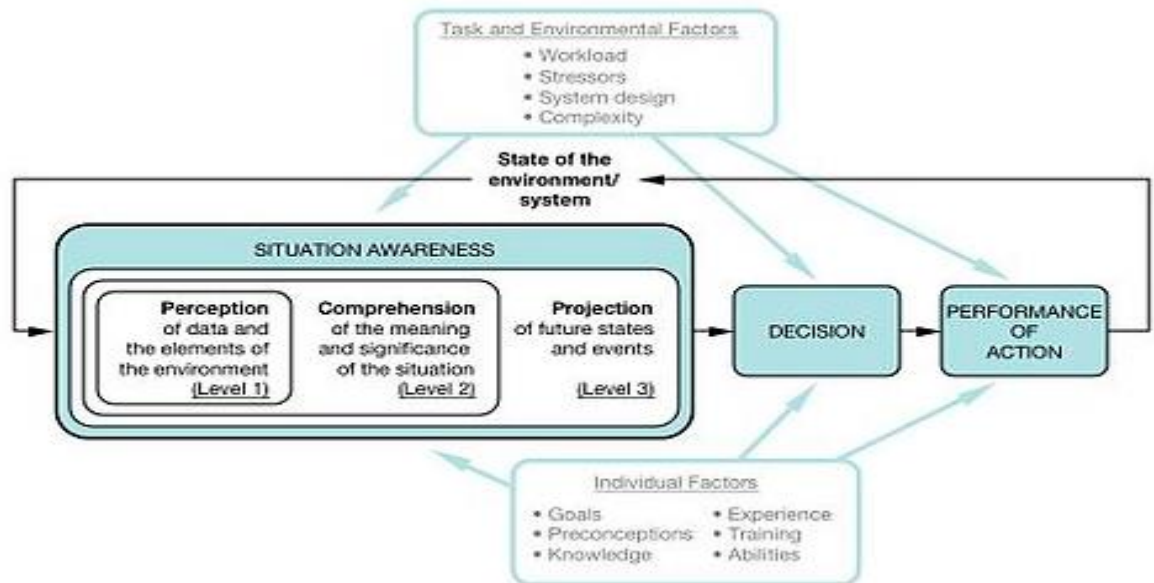 Task and Environmental Factors
• Workload
• Stressors
• System design
• Complexity
State of the
environment/
system
SITUATION AWARENESS
Perception
of data and
the elements of
the environment
(Level 1)
Comprehension
of the meaning
and significance
of the situation
(Level 2)
Projection
of future states
and events
(Level 3)
DECISION
PERFORMANCE
OF
ACTION
Individual Factors
• Goals
• Preconceptions
• Knowledge
• Experience
• Training
• Abilities